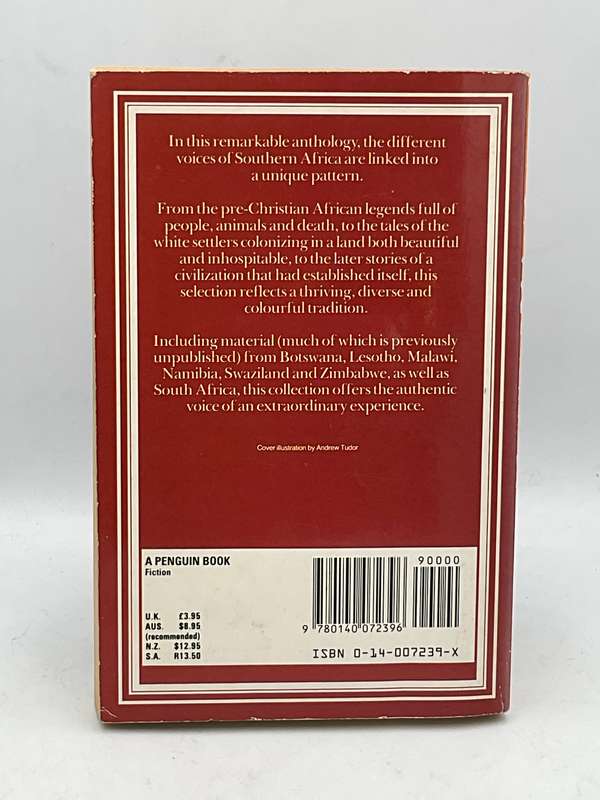 In this remarkable anthology, the different
voices of Southern Africa are linked into
a unique pattern.
From the pre-Christian African legends full of
people, animals and death, to the tales of the
white settlers colonizing in a land both beautiful
and inhospitable, to the later stories of a
civilization that had established itself, this
selection reflects a thriving, diverse and
colourful tradition.
Including material (much of which is previously
unpublished) from Botswana, Lesotho, Malawi,
Namibia, Swaziland and Zimbabwe, as well as
South Africa, this collection offers the authentic
voice of an extraordinary experience.
Cover illustration by Andrew Tudor
A PENGUIN BOOK
Fiction
U.K. £3.95
AUS. $8.95
(recommended)
N.Z. $12.95
S.A. R13.50
90000
9 780140 072396
ISBN 0-14-007239-X